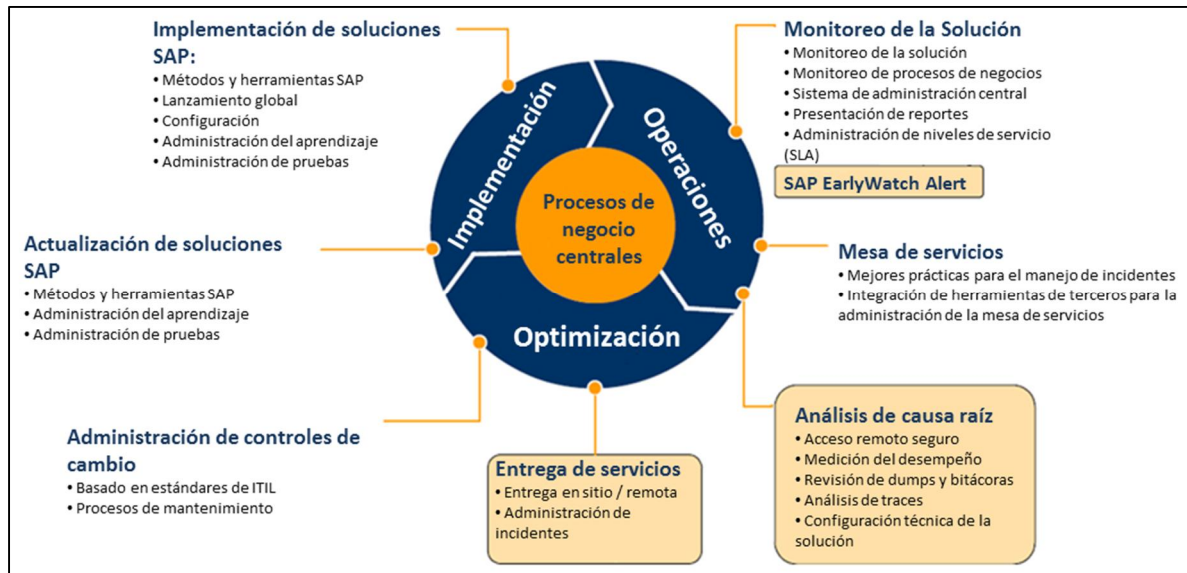 Implementación de soluciones
SAP:
• Métodos y herramientas SAP
• Lanzamiento global
• Configuración
• Administración del aprendizaje
• Administración de pruebas
Monitoreo de la Solución
• Monitoreo de la solución
• Monitoreo de procesos de negocios
• Sistema de administración central
• Presentación de reportes
• Administración de niveles de servicio
(SLA)
SAP EarlyWatch Alert
Implementación
Operaciones
Procesos de
negocio
centrales
Optimización
Actualización de soluciones
SAP
• Métodos y herramientas SAP
• Administración del aprendizaje
• Administración de pruebas
Mesa de servicios
• Mejores prácticas para el manejo de incidentes
• Integración de herramientas de terceros para la
administración de la mesa de servicios
Administración de controles de
cambio
• Basado en estándares de ITIL
• Procesos de mantenimiento
Entrega de servicios
• Entrega en sitio / remota
• Administración de
incidentes
Análisis de causa raíz
• Acceso remoto seguro
• Medición del desempeño
• Revisión de dumps y bitácoras
• Análisis de traces
• Configuración técnica de la
solución